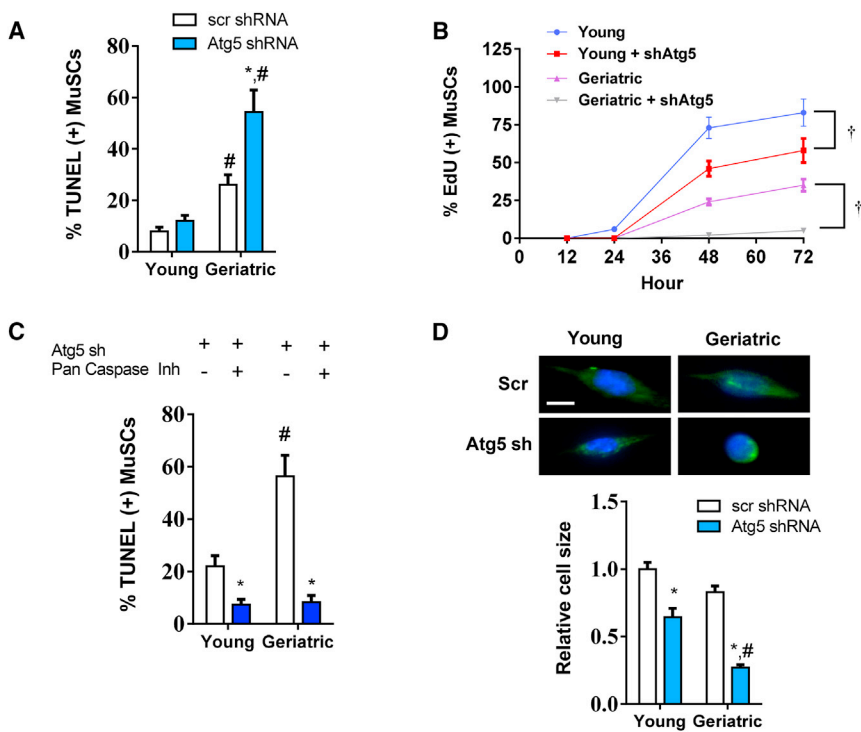 A
scr shRNA
Atg5 shRNA
% TUNEL (+) MuSCs
80
60
40
20
0
#
*,#
Young Geriatric
B
Young
Young + shAtg5
Geriatric
Geriatric + shAtg5
% EdU (+) MuSCs
125
100
75
50
25
0
†
†
0 12 24 36 48 60 72
Hour
C
Atg5 sh + + + +
Pan Caspase Inh - + - +
% TUNEL (+) MuSCs
80
60
40
20
0
#
* *
Young Geriatric
D
Young Geriatric
Scr
Atg5 sh
scr shRNA
Atg5 shRNA
Relative cell size
1.5
1.0
0.5
0.0
*
*,#
Young Geriatric